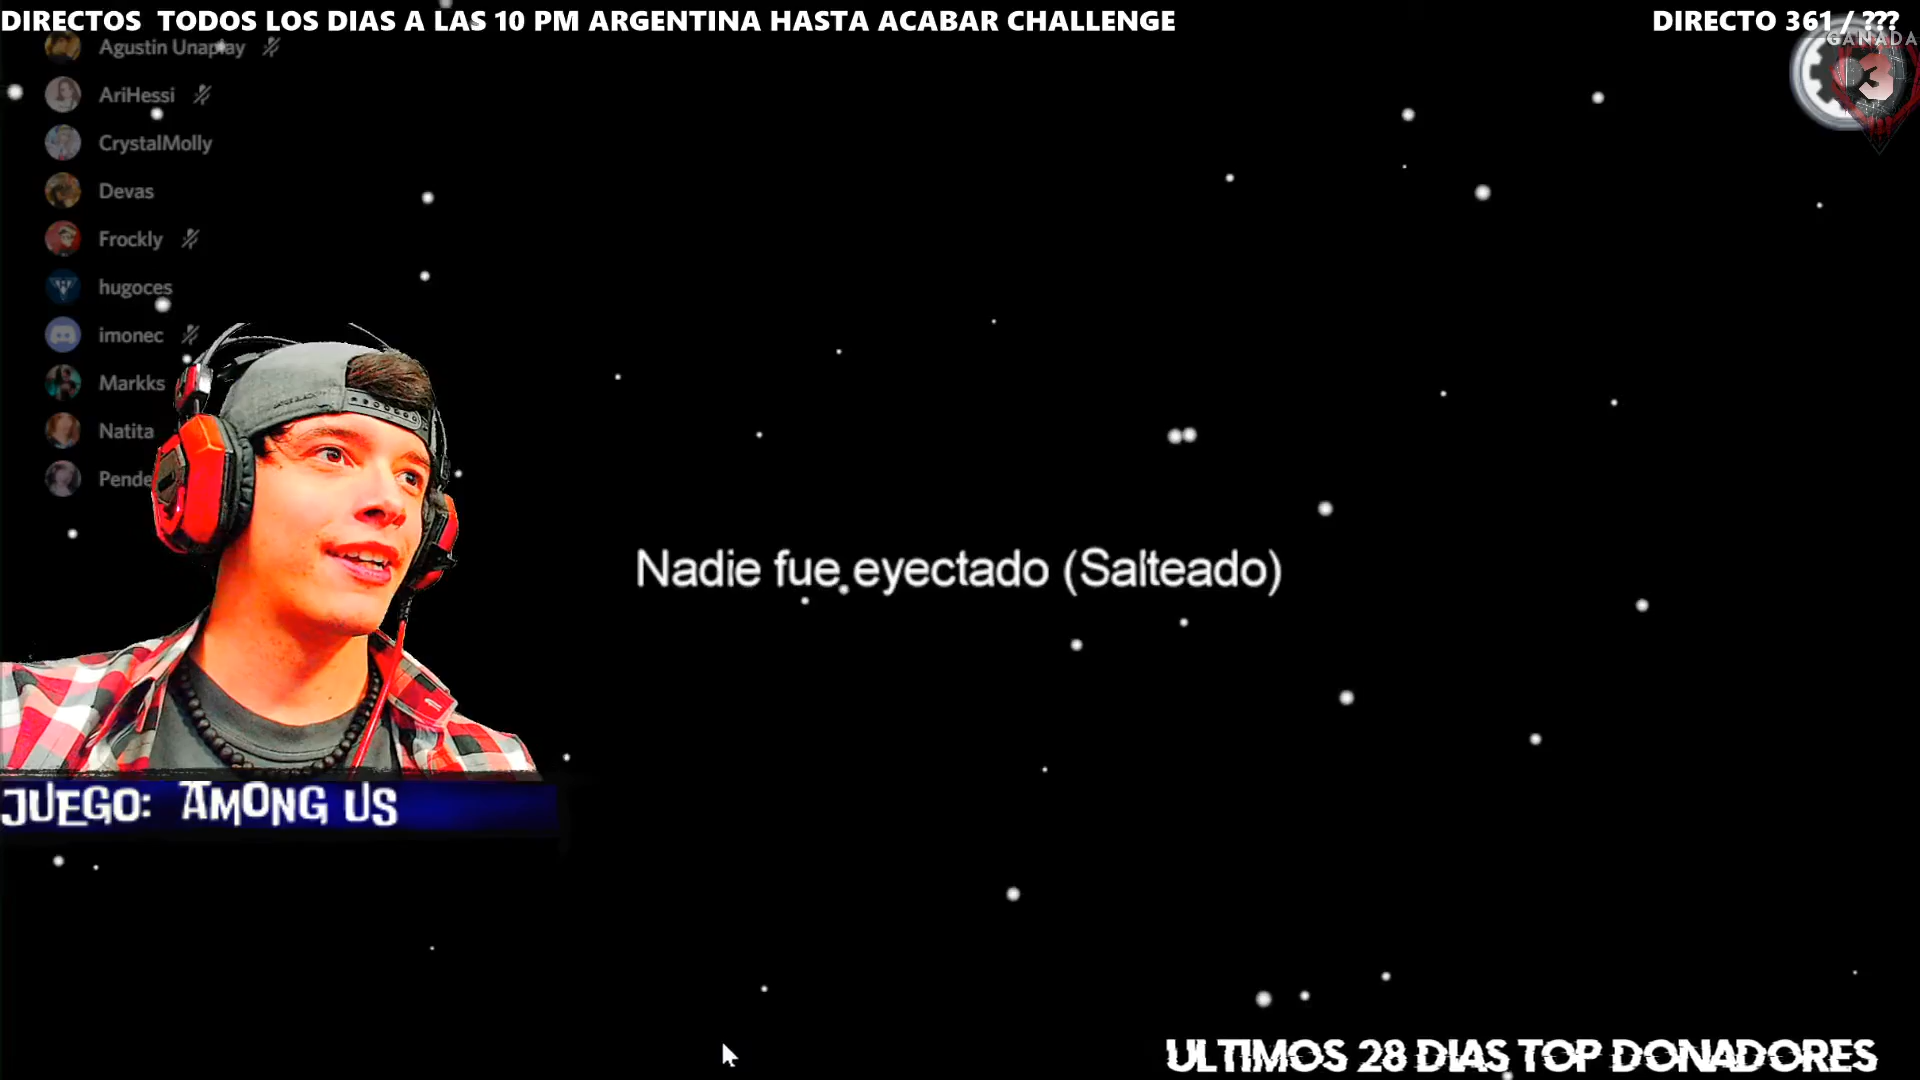 DIRECTOS TODOS LOS DIAS A LAS 10 PM ARGENTINA HASTA ACABAR CHALLENGE
DIRECTO 361 / ???
GANADA
3
Agustin Unaplay
AriHessi
CrystalMolly
Devas
Frockly
hugoces
imonec
Markks
Natita
Pende
Nadie fue eyectado (Salteado)
JUEGO: AMONG US
ULTIMOS 28 DIAS TOP DONADORES